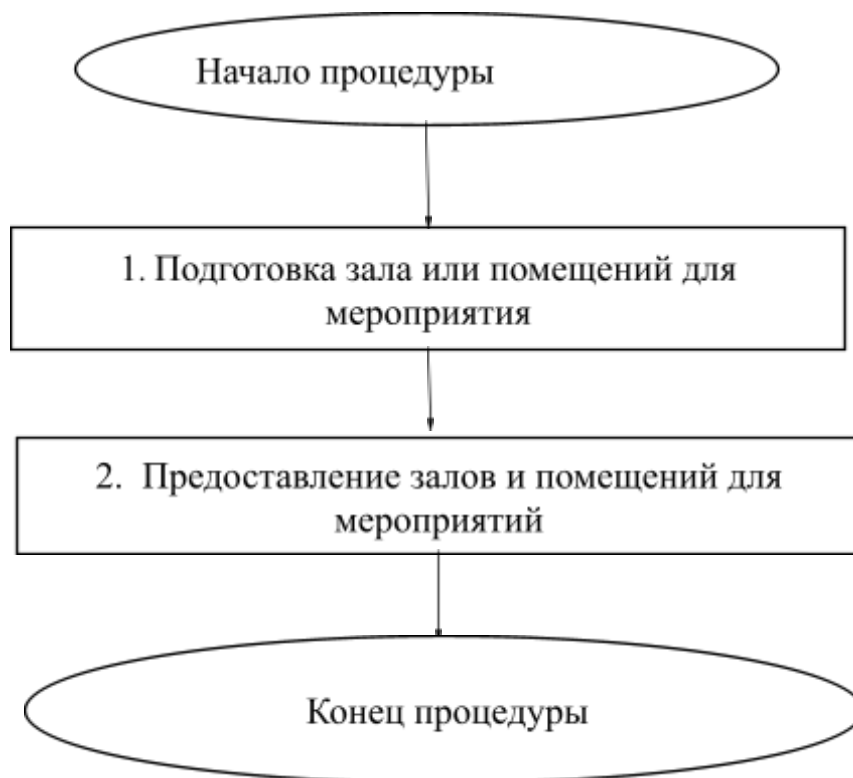 Начало процедуры
1. Подготовка зала или помещений для
мероприятия
2. Предоставление залов и помещений для
мероприятий
Конец процедуры